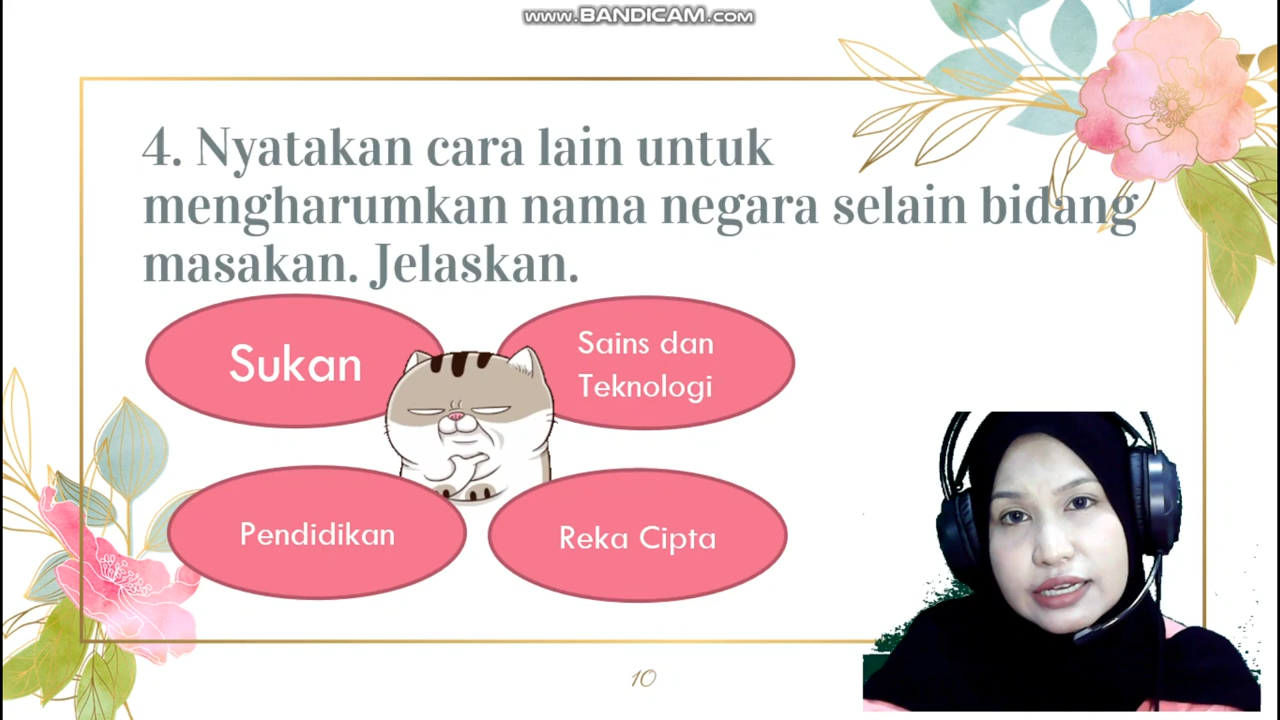 www.BANDICAM.com
4. Nyatakan cara lain untuk
mengharumkan nama negara selain bidang
masakan. Jelaskan.
Sukan
Sains dan
Teknologi
Pendidikan
Reka Cipta
10